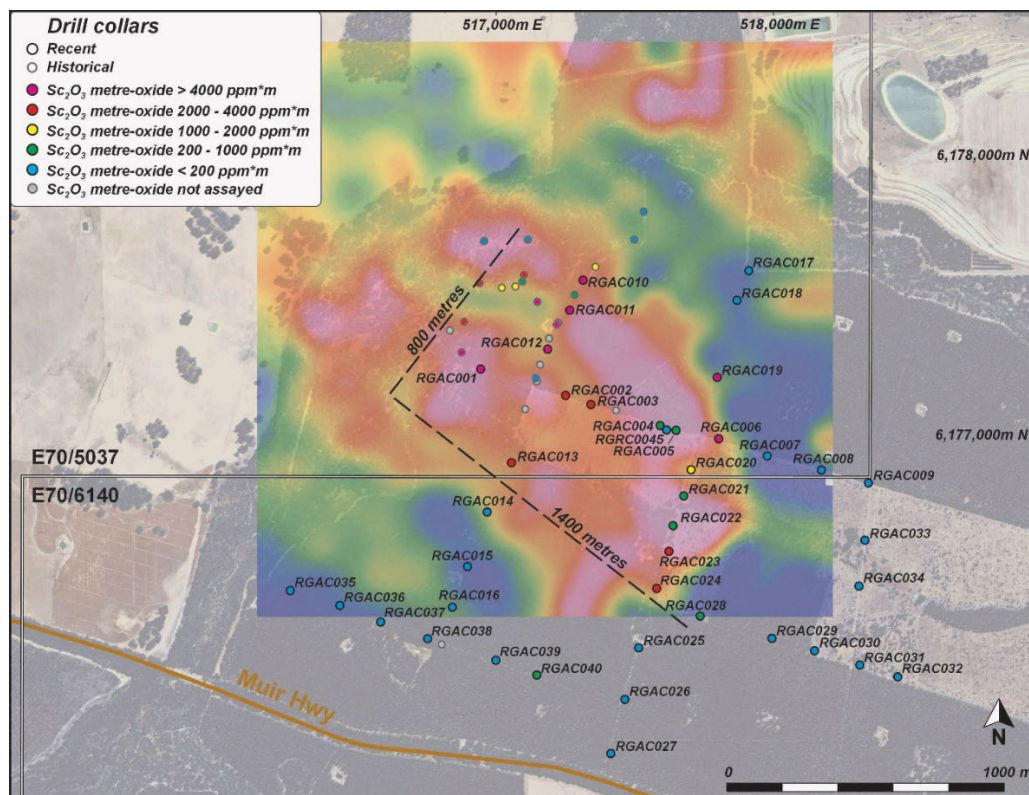 Drill collars
Recent
Historical
Sc₂O₃ metre-oxide > 4000 ppm*m
Sc₂O₃ metre-oxide 2000 - 4000 ppm*m
Sc₂O₃ metre-oxide 1000 - 2000 ppm*m
Sc₂O₃ metre-oxide 200 - 1000 ppm*m
Sc₂O₃ metre-oxide < 200 ppm*m
Sc₂O₃ metre-oxide not assayed
517,000m E
518,000m E
6,178,000m N
RGAC017
RGAC010
RGAC018
RGAC011
800 metres
RGAC012
RGAC001
RGAC019
RGAC002
RGAC003
RGAC004
RGRC0045
RGAC005
RGAC006
6,177,000m N
RGAC007
RGAC013
RGAC020
RGAC008
E70/5037
RGAC009
E70/6140
RGAC021
RGAC014
RGAC022
1400 metres
RGAC033
RGAC023
RGAC015
RGAC034
RGAC024
RGAC035
RGAC036
RGAC016
RGAC028
RGAC037
RGAC038
RGAC025
RGAC029
RGAC030
RGAC039
RGAC031
RGAC032
RGAC040
Muir Hwy
RGAC026
N
RGAC027
0
1000 m